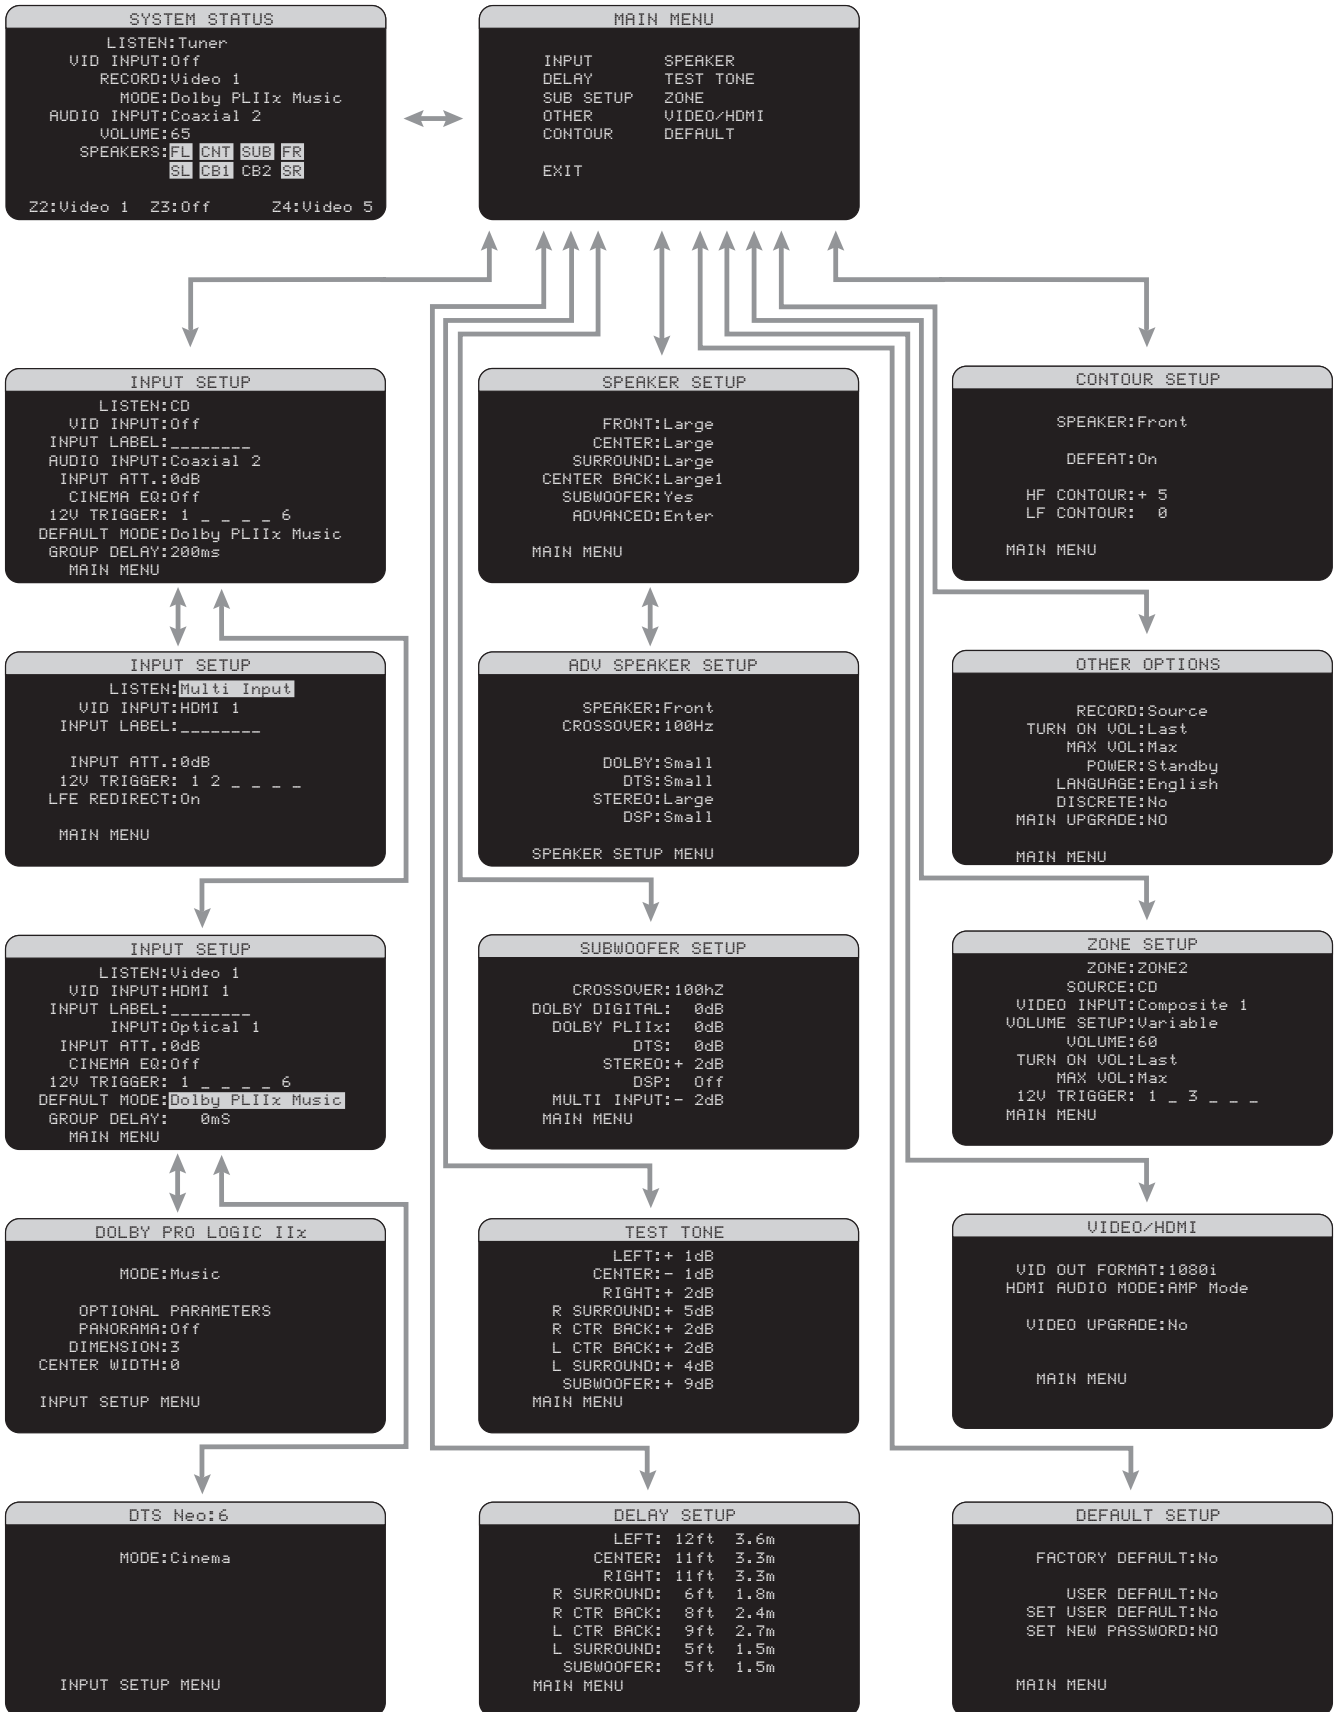 SYSTEM STATUS
LISTEN:Tuner
VID INPUT:Off
RECORD:Video 1
MODE:Dolby PLIIx Music
AUDIO INPUT:Coaxial 2
VOLUME:65
SPEAKERS:FL CNT SUB FR
SL CB1 CB2 SR
Z2:Video 1 Z3:Off Z4:Video 5
MAIN MENU
INPUT SPEAKER
DELAY TEST TONE
SUB SETUP ZONE
OTHER VIDEO/HDMI
CONTOUR DEFAULT
EXIT
INPUT SETUP
LISTEN:CD
VID INPUT:Off
INPUT LABEL:________
AUDIO INPUT:Coaxial 2
INPUT ATT.:0dB
CINEMA EQ:Off
12V TRIGGER: 1 _ _ _ _ 6
DEFAULT MODE:Dolby PLIIx Music
GROUP DELAY:200ms
MAIN MENU
SPEAKER SETUP
FRONT:Large
CENTER:Large
SURROUND:Large
CENTER BACK:Large1
SUBWOOFER:Yes
ADVANCED:Enter
MAIN MENU
CONTOUR SETUP
SPEAKER:Front
DEFEAT:On
HF CONTOUR:+ 5
LF CONTOUR: 0
MAIN MENU
INPUT SETUP
LISTEN:Multi Input
VID INPUT:HDMI 1
INPUT LABEL:________
INPUT ATT.:0dB
12V TRIGGER: 1 2 _ _ _ _
LFE REDIRECT:On
MAIN MENU
ADV SPEAKER SETUP
SPEAKER:Front
CROSSOVER:100Hz
DOLBY:Small
DTS:Small
STEREO:Large
DSP:Small
SPEAKER SETUP MENU
OTHER OPTIONS
RECORD:Source
TURN ON VOL:Last
MAX VOL:Max
POWER:Standby
LANGUAGE:English
DISCRETE:No
MAIN UPGRADE:NO
MAIN MENU
INPUT SETUP
LISTEN:Video 1
VID INPUT:HDMI 1
INPUT LABEL:________
INPUT:Optical 1
INPUT ATT.:0dB
CINEMA EQ:Off
12V TRIGGER: 1 _ _ _ _ 6
DEFAULT MODE:Dolby PLIIx Music
GROUP DELAY: 0mS
MAIN MENU
SUBWOOFER SETUP
CROSSOVER:100hZ
DOLBY DIGITAL: 0dB
DOLBY PLIIx: 0dB
DTS: 0dB
STEREO:+ 2dB
DSP: Off
MULTI INPUT:- 2dB
MAIN MENU
ZONE SETUP
ZONE:ZONE2
SOURCE:CD
VIDEO INPUT:Composite 1
VOLUME SETUP:Variable
VOLUME:60
TURN ON VOL:Last
MAX VOL:Max
12V TRIGGER: 1 _ 3 _ _ _
MAIN MENU
DOLBY PRO LOGIC IIx
MODE:Music
OPTIONAL PARAMETERS
PANORAMA:Off
DIMENSION:3
CENTER WIDTH:0
INPUT SETUP MENU
TEST TONE
LEFT:+ 1dB
CENTER:- 1dB
RIGHT:+ 2dB
R SURROUND:+ 5dB
R CTR BACK:+ 2dB
L CTR BACK:+ 2dB
L SURROUND:+ 4dB
SUBWOOFER:+ 9dB
MAIN MENU
VIDEO/HDMI
VID OUT FORMAT:1080i
HDMI AUDIO MODE:AMP Mode
VIDEO UPGRADE:No
MAIN MENU
DTS Neo:6
MODE:Cinema
INPUT SETUP MENU
DELAY SETUP
LEFT: 12ft 3.6m
CENTER: 11ft 3.3m
RIGHT: 11ft 3.3m
R SURROUND: 6ft 1.8m
R CTR BACK: 8ft 2.4m
L CTR BACK: 9ft 2.7m
L SURROUND: 5ft 1.5m
SUBWOOFER: 5ft 1.5m
MAIN MENU
DEFAULT SETUP
FACTORY DEFAULT:No
USER DEFAULT:No
SET USER DEFAULT:No
SET NEW PASSWORD:NO
MAIN MENU